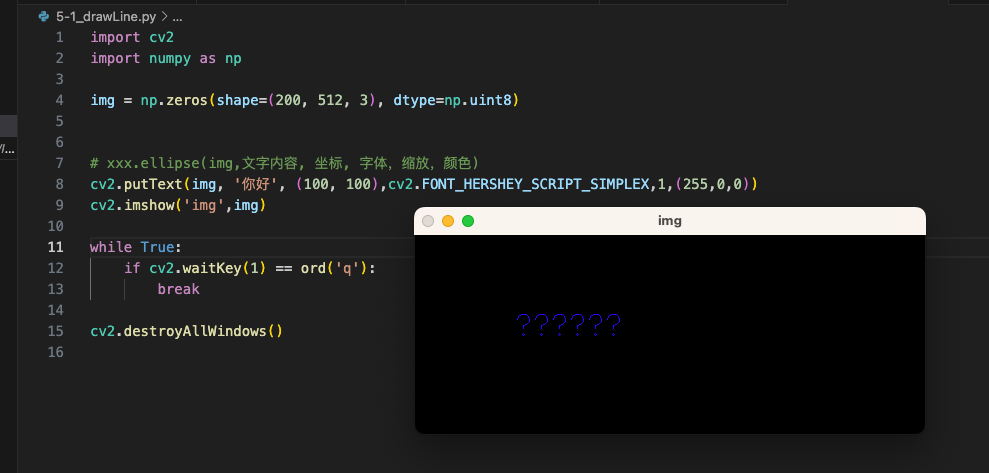 5-1_drawLine.py > ...
1 import cv2
2 import numpy as np
3
4 img = np.zeros(shape=(200, 512, 3), dtype=np.uint8)
5
6
7 # xxx.ellipse(img,文字内容, 坐标, 字体, 缩放, 颜色)
8 cv2.putText(img, '你好', (100, 100),cv2.FONT_HERSHEY_SCRIPT_SIMPLEX,1,(255,0,0))
9 cv2.imshow('img',img)
10
11 while True:
12     if cv2.waitKey(1) == ord('q'):
13         break
14
15 cv2.destroyAllWindows()
16
/...
img
??????